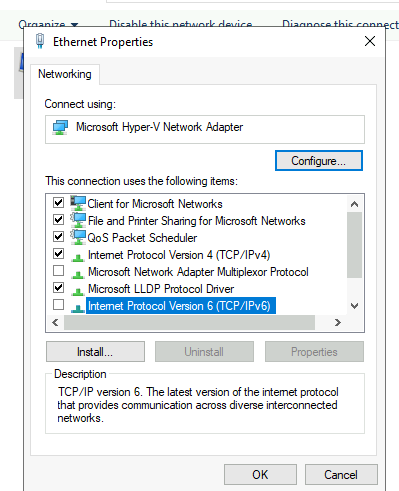 Organize Disable this network device Diagnose this connect
Ethernet Properties
Networking
Connect using:
Microsoft Hyper-V Network Adapter
Configure...
This connection uses the following items:
Client for Microsoft Networks
File and Printer Sharing for Microsoft Networks
QoS Packet Scheduler
Internet Protocol Version 4 (TCP/IPv4)
Microsoft Network Adapter Multiplexor Protocol
Microsoft LLDP Protocol Driver
Internet Protocol Version 6 (TCP/IPv6)
Install... Uninstall Properties
Description
TCP/IP version 6. The latest version of the internet protocol
that provides communication across diverse interconnected
networks.
OK Cancel